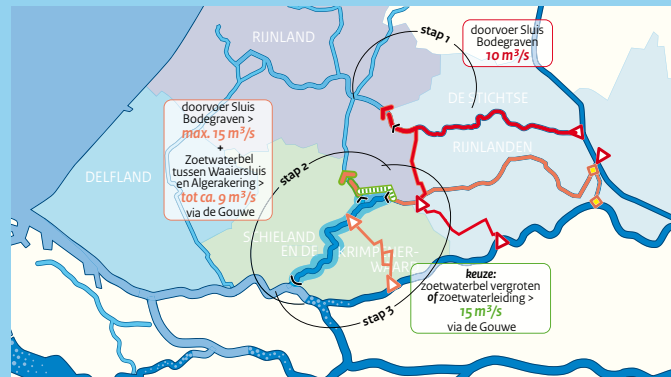 RIJNLAND
stap 1
doorvoer Sluis
Bodegraven
10 m³/s
DE STICHTSE
RIJNLANDEN
doorvoer Sluis
Bodegraven >
max. 15 m³/s
+
Zoetwaterbel
tussen Waaiersluis
en Algerakering >
tot ca. 9 m³/s
via de Gouwe
DELFLAND
stap 2
SCHIELAND
EN DE KRIMPENER-
WAARD
keuze:
zoetwaterbel vergroten
of zoetwaterleiding >
15 m³/s
via de Gouwe
stap 3